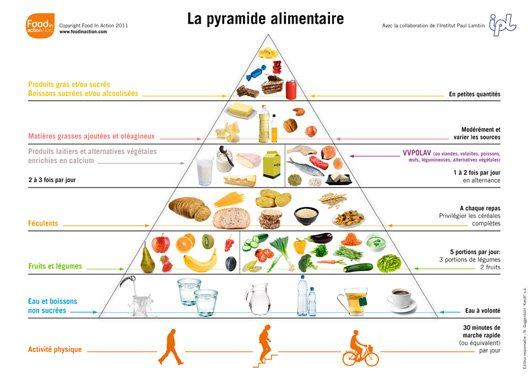 Food in
action.com
Copyright Food In Action 2011
www.foodinaction.com
La pyramide alimentaire
Avec la collaboration de l'Institut Paul Lambin
ipl
Produits gras et/ou sucrés
Boissons sucrées et/ou alcoolisées
En petites quantités
Matières grasses ajoutées et oléagineux
Modérément et
varier les sources
Produits laitiers et alternatives végétales
enrichies en calcium
2 à 3 fois par jour
VVPOLAV (ou viandes, volailles, poissons,
œufs, légumineuses, alternatives végétales)
1 à 2 fois par jour
en alternance
Féculents
A chaque repas
Privilégier les céréales
complètes
Fruits et légumes
5 portions par jour:
3 portions de légumes
2 fruits
Eau et boissons
non sucrées
Eau à volonté
Activité physique
30 minutes de
marche rapide
(ou équivalent)
par jour